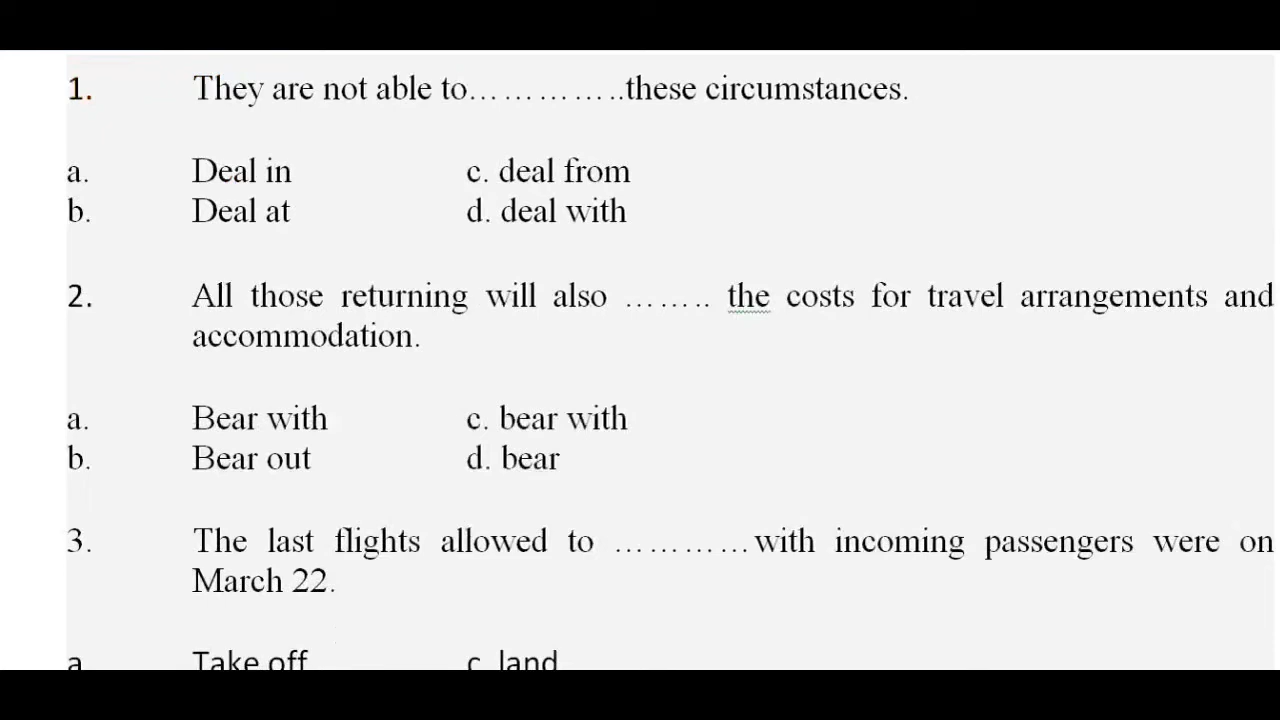 1. They are not able to……………..these circumstances.
a. Deal in c. deal from
b. Deal at d. deal with
2. All those returning will also …….. the costs for travel arrangements and
accommodation.
a. Bear with c. bear with
b. Bear out d. bear
3. The last flights allowed to …………with incoming passengers were on
March 22.
a Take off c. land